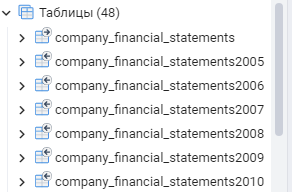 Таблицы (48)
company_financial_statements
company_financial_statements2005
company_financial_statements2006
company_financial_statements2007
company_financial_statements2008
company_financial_statements2009
company_financial_statements2010